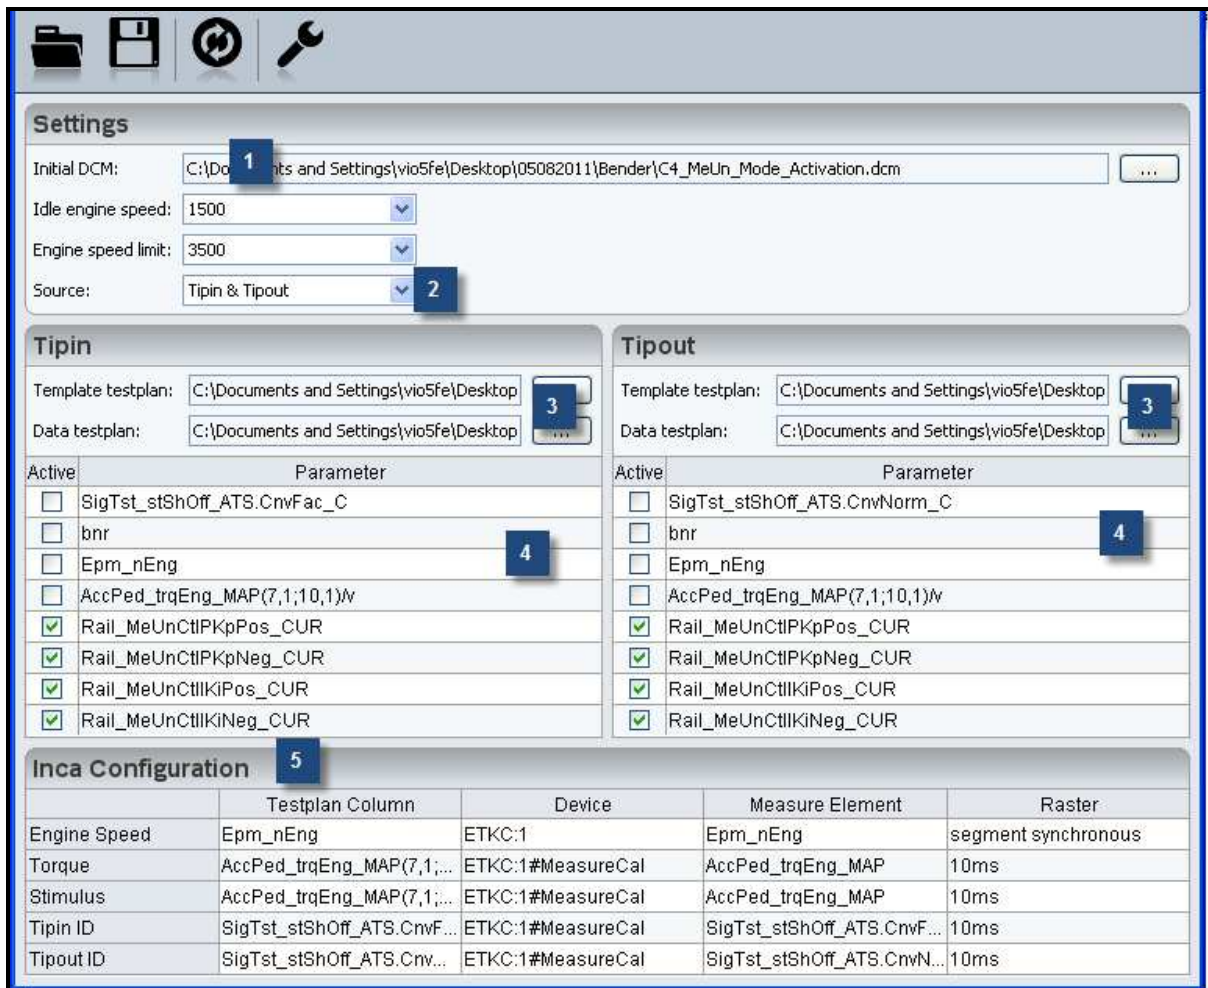 Settings
1
Initial DCM: C:\Do nts and Settings\vio5fe\Desktop\05082011\Bender\C4_MeUn_Mode_Activation.dcm ...
Idle engine speed: 1500
Engine speed limit: 3500
Source: Tipin & Tipout 2
Tipin
Template testplan: C:\Documents and Settings\vio5fe\Desktop
3
Data testplan: C:\Documents and Settings\vio5fe\Desktop ...
Active Parameter
SigTst_stShOff_ATS.CnvFac_C
bnr
4
Epm_nEng
AccPed_trqEng_MAP(7,1;10,1)/v
Rail_MeUnCtlPKpPos_CUR
Rail_MeUnCtlPKpNeg_CUR
Rail_MeUnCtlIKiPos_CUR
Rail_MeUnCtlIKiNeg_CUR
Tipout
Template testplan: C:\Documents and Settings\vio5fe\Desktop
3
Data testplan: C:\Documents and Settings\vio5fe\Desktop ...
Active Parameter
SigTst_stShOff_ATS.CnvNorm_C
4
bnr
Epm_nEng
AccPed_trqEng_MAP(7,1;10,1)/v
Rail_MeUnCtlPKpPos_CUR
Rail_MeUnCtlPKpNeg_CUR
Rail_MeUnCtlIKiPos_CUR
Rail_MeUnCtlIKiNeg_CUR
Inca Configuration 5
Testplan Column Device Measure Element Raster
Engine Speed Epm_nEng ETKC:1 Epm_nEng segment synchronous
Torque AccPed_trqEng_MAP(7,1;... ETKC:1#MeasureCal AccPed_trqEng_MAP 10ms
Stimulus AccPed_trqEng_MAP(7,1;... ETKC:1#MeasureCal AccPed_trqEng_MAP 10ms
Tipin ID SigTst_stShOff_ATS.CnvF... ETKC:1#MeasureCal SigTst_stShOff_ATS.CnvF... 10ms
Tipout ID SigTst_stShOff_ATS.Cnv... ETKC:1#MeasureCal SigTst_stShOff_ATS.CnvN... 10ms